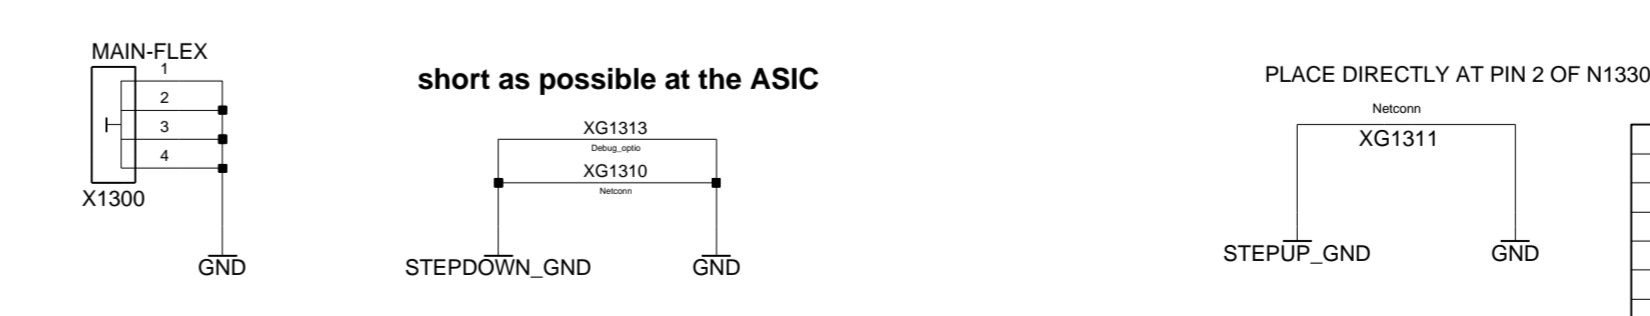 MAIN-FLEX
1
2
3
4
X1300
GND
short as possible at the ASIC
XG1313
Debug_optio
XG1310
Netconn
STEPDOWN_GND
GND
PLACE DIRECTLY AT PIN 2 OF N1330
Netconn
XG1311
STEPUP_GND
GND